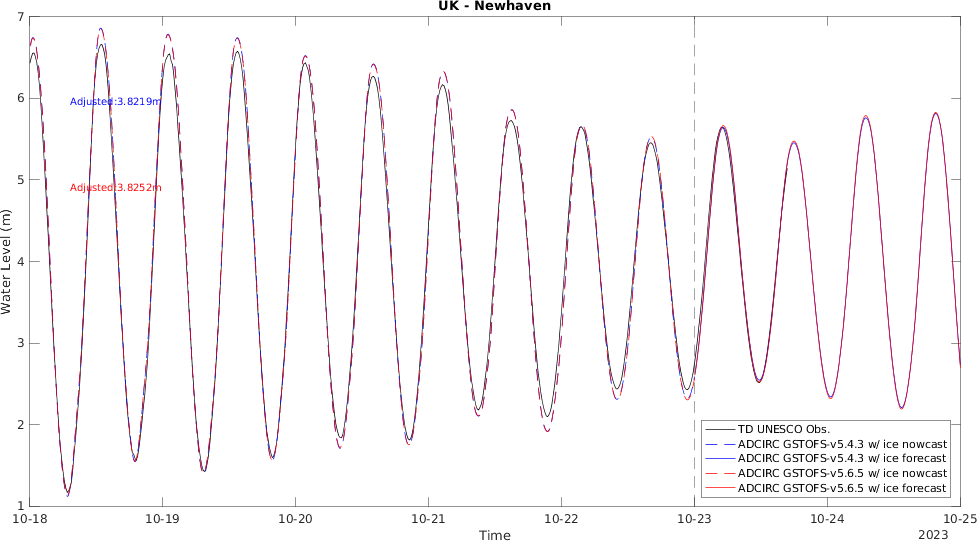 UK - Newhaven
7
6
5
4
3
2
1
Water Level (m)
Adjusted:3.8219m
Adjusted:3.8252m
TD UNESCO Obs.
ADCIRC GSTOFS-v5.4.3 w/ ice nowcast
ADCIRC GSTOFS-v5.4.3 w/ ice forecast
ADCIRC GSTOFS-v5.6.5 w/ ice nowcast
ADCIRC GSTOFS-v5.6.5 w/ ice forecast
10-18 10-19 10-20 10-21 10-22 10-23 10-24 10-25
Time
2023